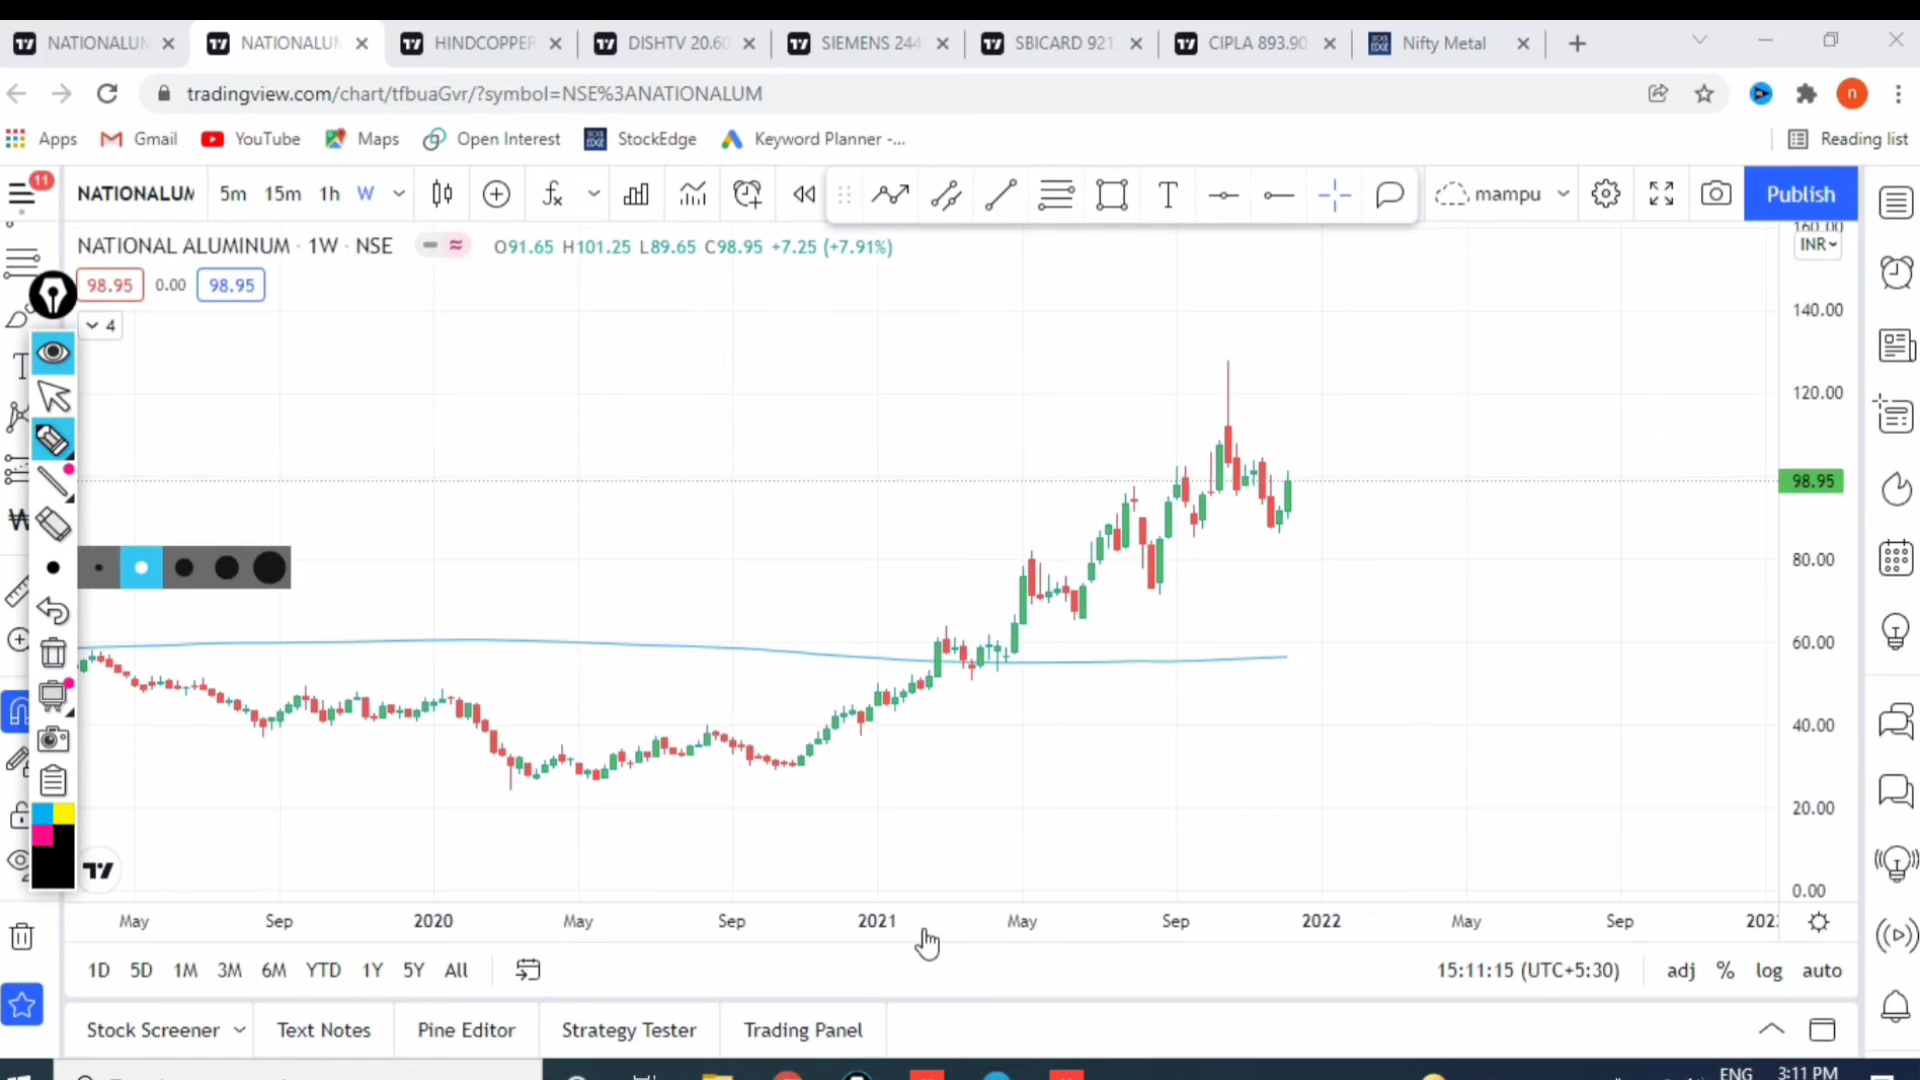 NATIONALUM
NATIONALUM
HINDCOPPER
DISHTV 20.60
SIEMENS 244
SBICARD 921.
CIPLA 893.90
Nifty Metal
tradingview.com/chart/tfbuaGvr/?symbol=NSE%3ANATIONALUM
n
Apps
Gmail
YouTube
Maps
Open Interest
StockEdge
Keyword Planner -...
Reading list
11
NATIONALUM
5m 15m 1h W
mampu
Publish
NATIONAL ALUMINUM · 1W · NSE
O91.65 H101.25 L89.65 C98.95 +7.25 (+7.91%)
98.95 0.00 98.95
4
160.00
INR
140.00
120.00
98.95
80.00
60.00
40.00
20.00
0.00
May Sep 2020 May Sep 2021 May Sep 2022 May Sep
1D 5D 1M 3M 6M YTD 1Y 5Y All
15:11:15 (UTC+5:30)
adj % log auto
Stock Screener
Text Notes
Pine Editor
Strategy Tester
Trading Panel
ENG
3:11 PM